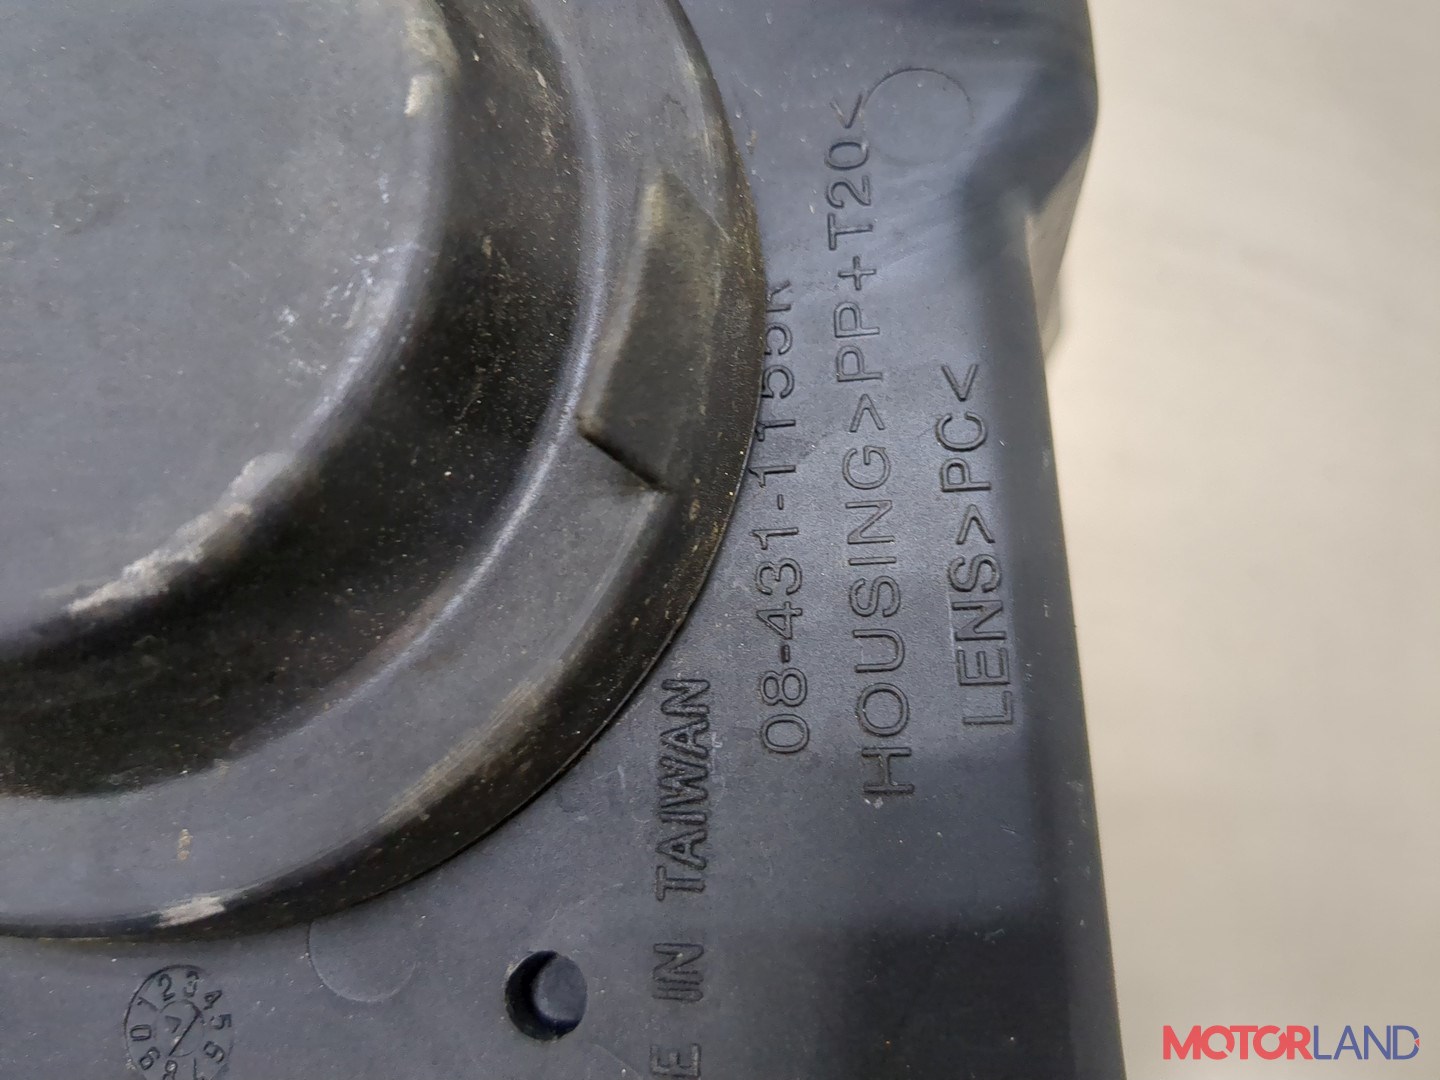 08-431-1155R
HOUSING>PP+T20<
LENS>PC<
E IN TAIWAN
MOTORLAND